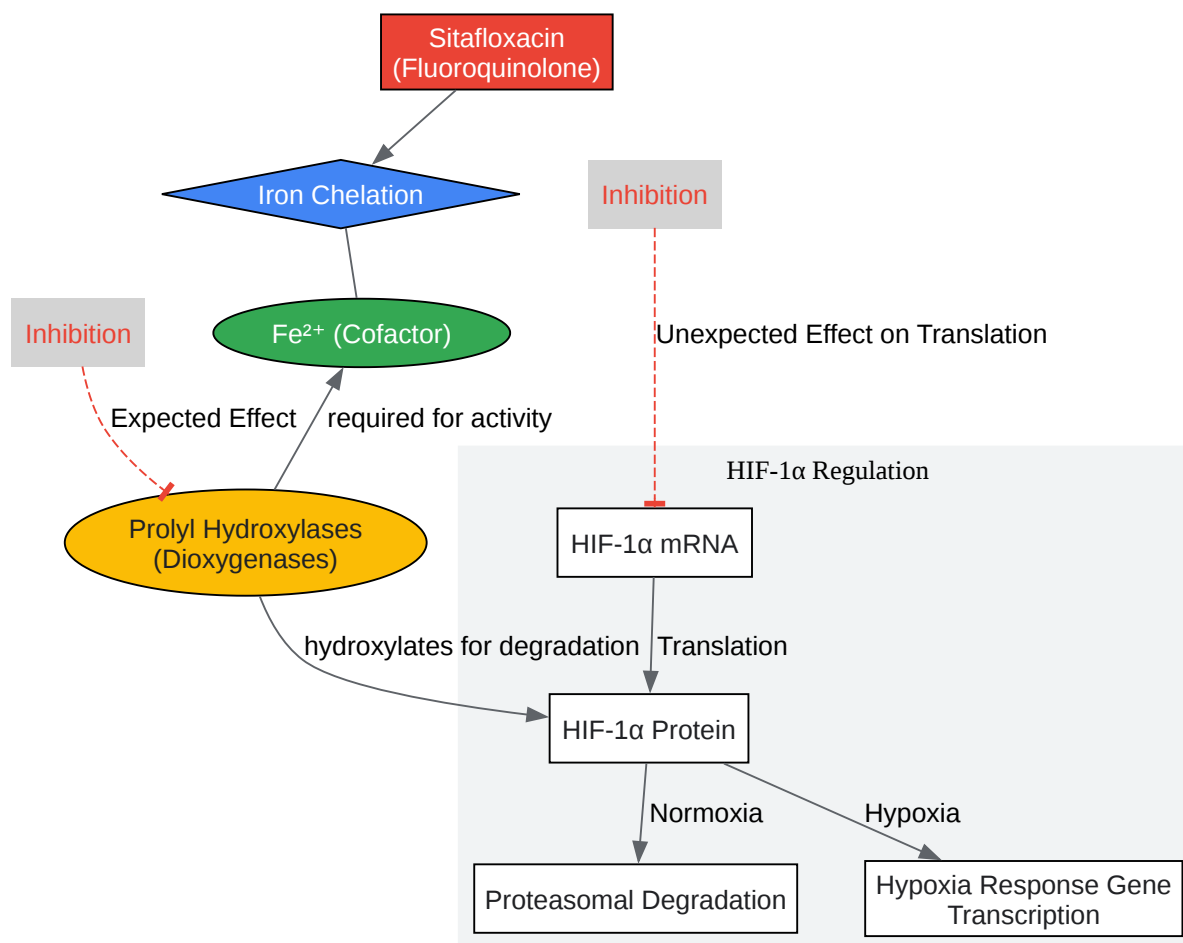 Sitafloxacin
(Fluoroquinolone)
Iron Chelation
Inhibition
Inhibition
Fe²⁺ (Cofactor)
Unexpected Effect on Translation
Expected Effect
required for activity
HIF-1α Regulation
Prolyl Hydroxylases
(Dioxygenases)
HIF-1α mRNA
hydroxylates for degradation
Translation
HIF-1α Protein
Normoxia
Hypoxia
Proteasomal Degradation
Hypoxia Response Gene
Transcription